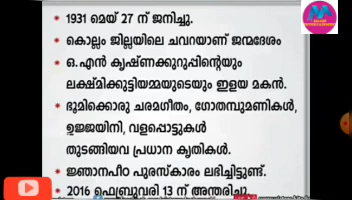 1931 മെയ് 27 ന് ജനിച്ചു.
കൊല്ലം ജില്ലയിലെ ചവറയാണ് ജന്മദേശം
ഒ.എൻ കൃഷ്ണക്കുറുപ്പിന്റെയും
ലക്ഷ്മിക്കുട്ടിയമ്മയുടെയും ഇളയ മകൻ.
ഭൂമിക്കൊരു ചരമഗീതം, ഗോതമ്പുമണികൾ,
ഉജ്ജയിനി, വളപ്പൊട്ടുകൾ
തുടങ്ങിയവ പ്രധാന കൃതികൾ.
ജ്ഞാനപീഠ പുരസ്കാരം ലഭിച്ചിട്ടുണ്ട്.
2016 ഫെബ്രുവരി 13 ന് അന്തരിച്ചു.